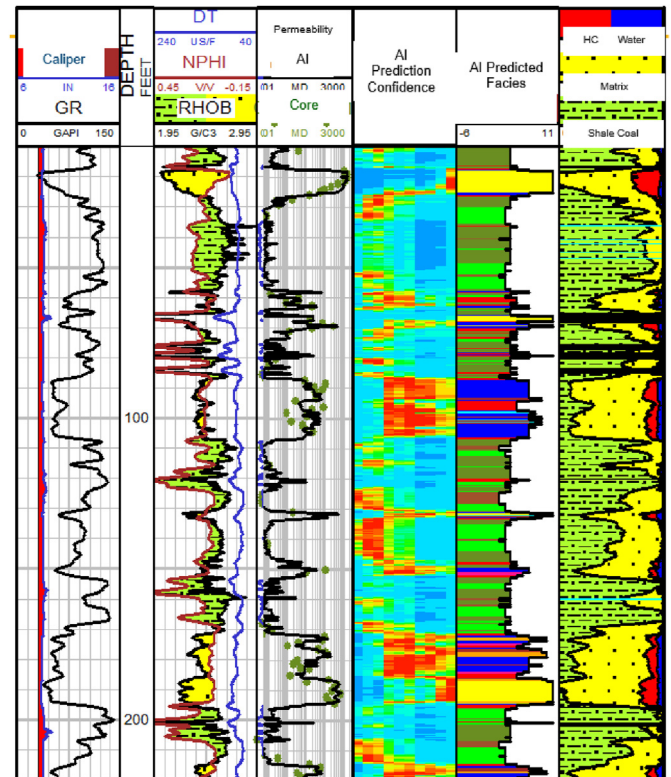 Caliper
6 IN 16
GR
0 GAPI 150
DEPTH
FEET
DT
240 US/F 40
NPHI
0.45 V/V -0.15
RHOB
1.95 G/C3 2.95
Permeability
AI
.01 MD 3000
Core
.01 MD 3000
AI
Prediction
Confidence
AI Predicted
Facies
-6 11
HC Water
Matrix
Shale Coal
100
200